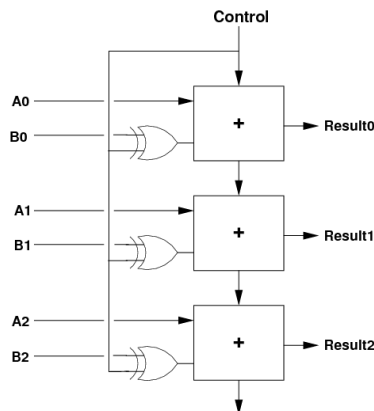 Control
A0
+
B0
Result0
A1
+
B1
Result1
A2
+
B2
Result2